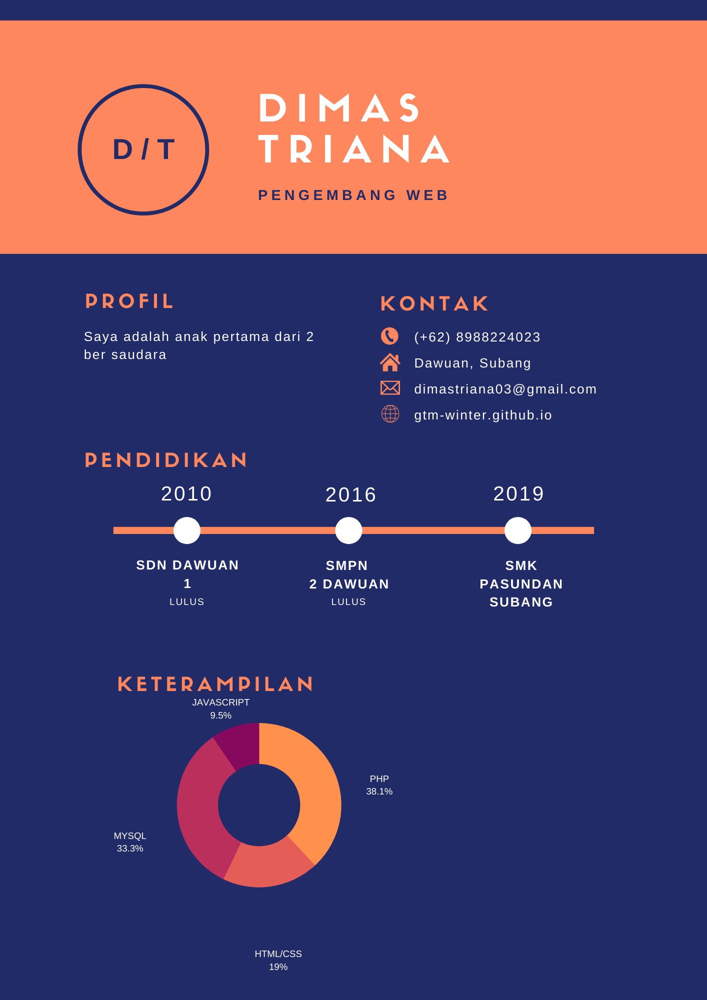 D / T
DIMAS
TRIANA
PENGEMBANG WEB
PROFIL
Saya adalah anak pertama dari 2
ber saudara
KONTAK
(+62) 8988224023
Dawuan, Subang
dimastriana03@gmail.com
gtm-winter.github.io
PENDIDIKAN
2010
2016
2019
SDN DAWUAN
1
LULUS
SMPN
2 DAWUAN
LULUS
SMK
PASUNDAN
SUBANG
KETERAMPILAN
JAVASCRIPT
9.5%
PHP
38.1%
MYSQL
33.3%
HTML/CSS
19%